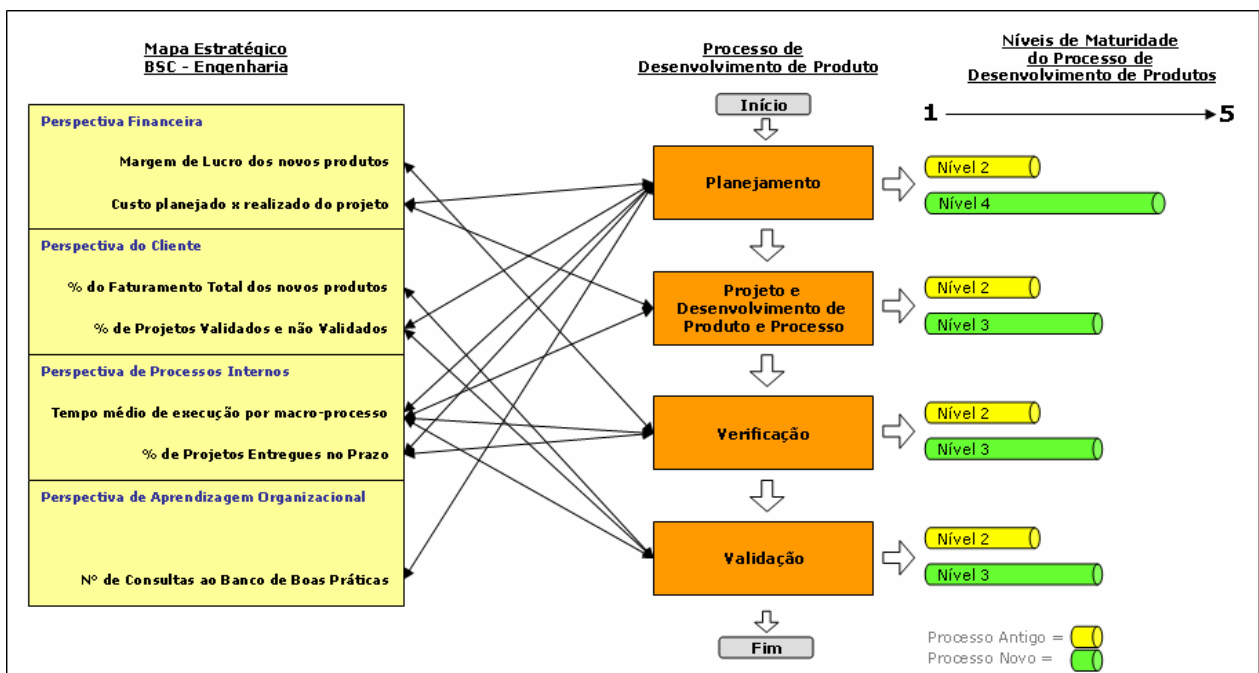 Mapa Estratégico
BSC - Engenharia
Perspectiva Financeira
Margem de Lucro dos novos produtos
Custo planejado x realizado do projeto
Perspectiva do Cliente
% do Faturamento Total dos novos produtos
% de Projetos Validados e não Validados
Perspectiva de Processos Internos
Tempo médio de execução por macro-processo
% de Projetos Entregues no Prazo
Perspectiva de Aprendizagem Organizacional
Nº de Consultas ao Banco de Boas Práticas
Processo de
Desenvolvimento de Produto
Início
Planejamento
Projeto e
Desenvolvimento de
Produto e Processo
Verificação
Validação
Fim
Níveis de Maturidade
do Processo de
Desenvolvimento de Produtos
1 5
Nível 2
Nível 4
Nível 2
Nível 3
Nível 2
Nível 3
Nível 2
Nível 3
Processo Antigo =
Processo Novo =